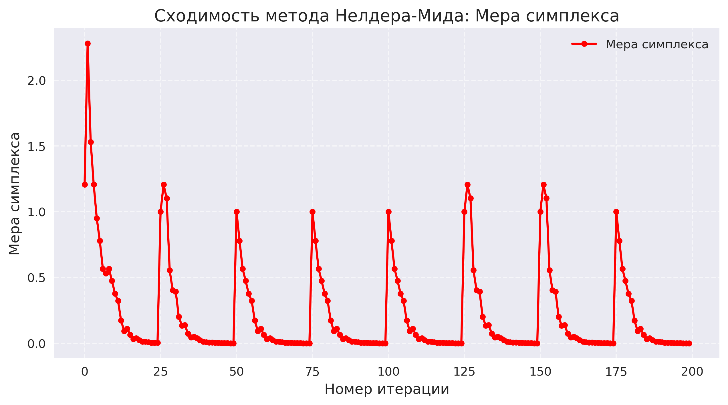 Сходимость метода Нелдера-Мида: Мера симплекса
Мера симплекса
2.0
1.5
1.0
0.5
0.0
Мера симплекса
0 25 50 75 100 125 150 175 200
Номер итерации